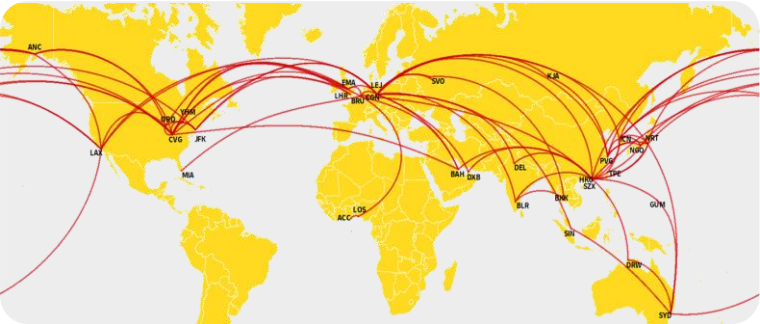 ANC
YHM
ORD
CVG
JFK
LAX
MIA
EMA
LHR
BRU
CGN
LEJ
SVO
KJA
ICN
NRT
NGO
PVG
TPE
HKG
SZX
BAH
DXB
DEL
BLR
BKK
SIN
GUM
LOS
ACC
DRW
SYD